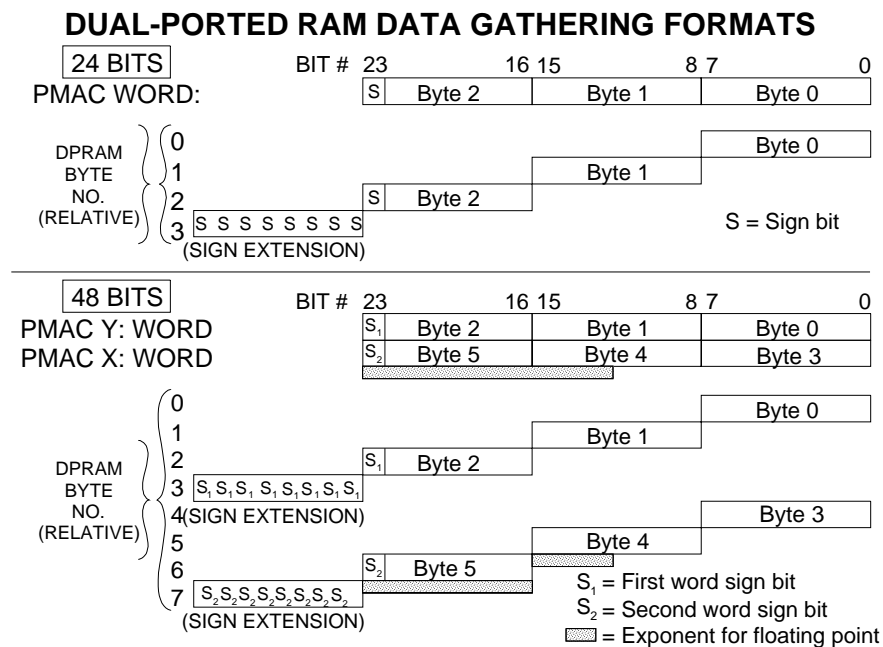 DUAL-PORTED RAM DATA GATHERING FORMATS
24 BITS BIT # 23 16 15 8 7 0
PMAC WORD: S Byte 2 Byte 1 Byte 0
DPRAM BYTE NO. (RELATIVE)
0 Byte 0
1 Byte 1
2 S Byte 2
3 S S S S S S S S
(SIGN EXTENSION)
S = Sign bit
48 BITS BIT # 23 16 15 8 7 0
PMAC Y: WORD S₁ Byte 2 Byte 1 Byte 0
PMAC X: WORD S₂ Byte 5 Byte 4 Byte 3
DPRAM BYTE NO. (RELATIVE)
0 Byte 0
1 Byte 1
2 S₁ Byte 2
3 S₁ S₁ S₁ S₁ S₁ S₁ S₁ S₁
4 (SIGN EXTENSION) Byte 3
5 Byte 4
6 S₂ Byte 5
7 S₂ S₂ S₂ S₂ S₂ S₂ S₂ S₂
(SIGN EXTENSION)
S₁ = First word sign bit
S₂ = Second word sign bit
= Exponent for floating point